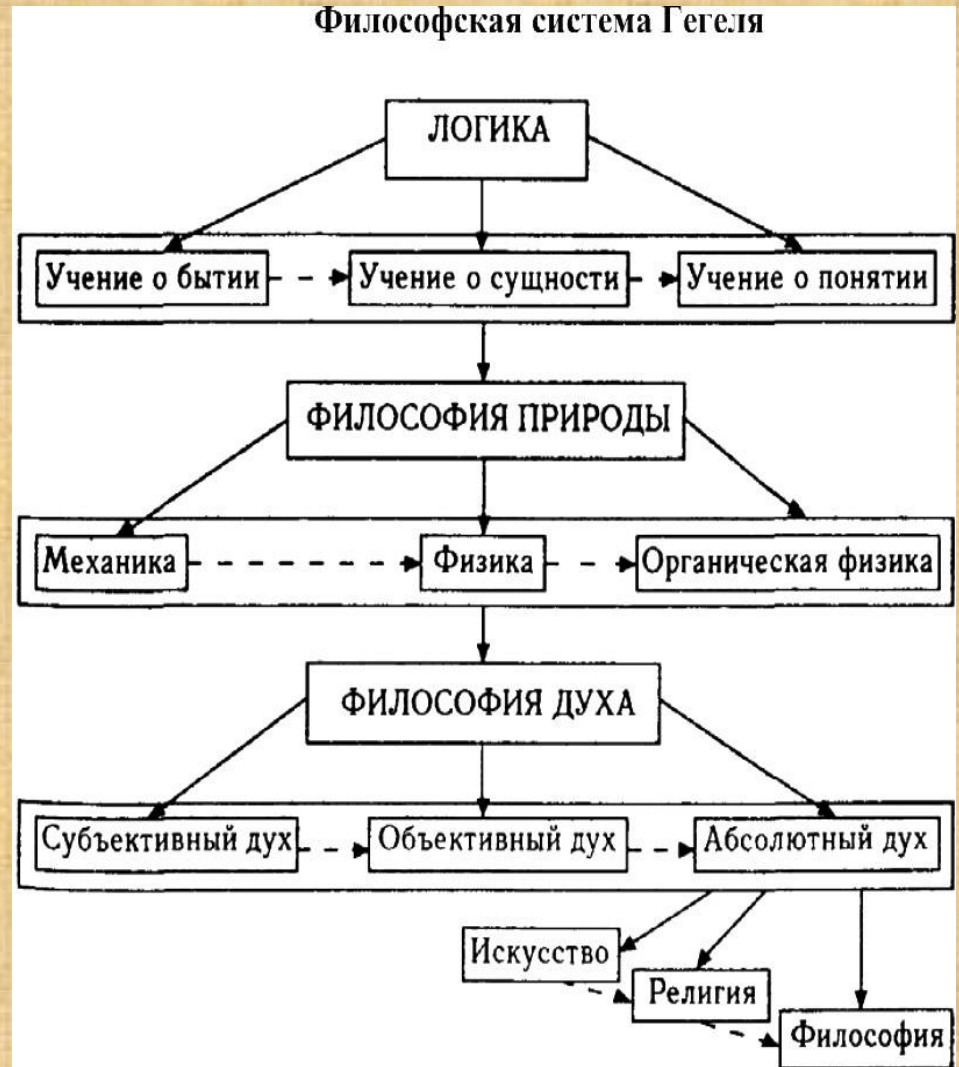 Философская система Гегеля
ЛОГИКА
Учение о бытии
Учение о сущности
Учение о понятии
ФИЛОСОФИЯ ПРИРОДЫ
Механика
Физика
Органическая физика
ФИЛОСОФИЯ ДУХА
Субъективный дух
Объективный дух
Абсолютный дух
Искусство
Религия
Философия